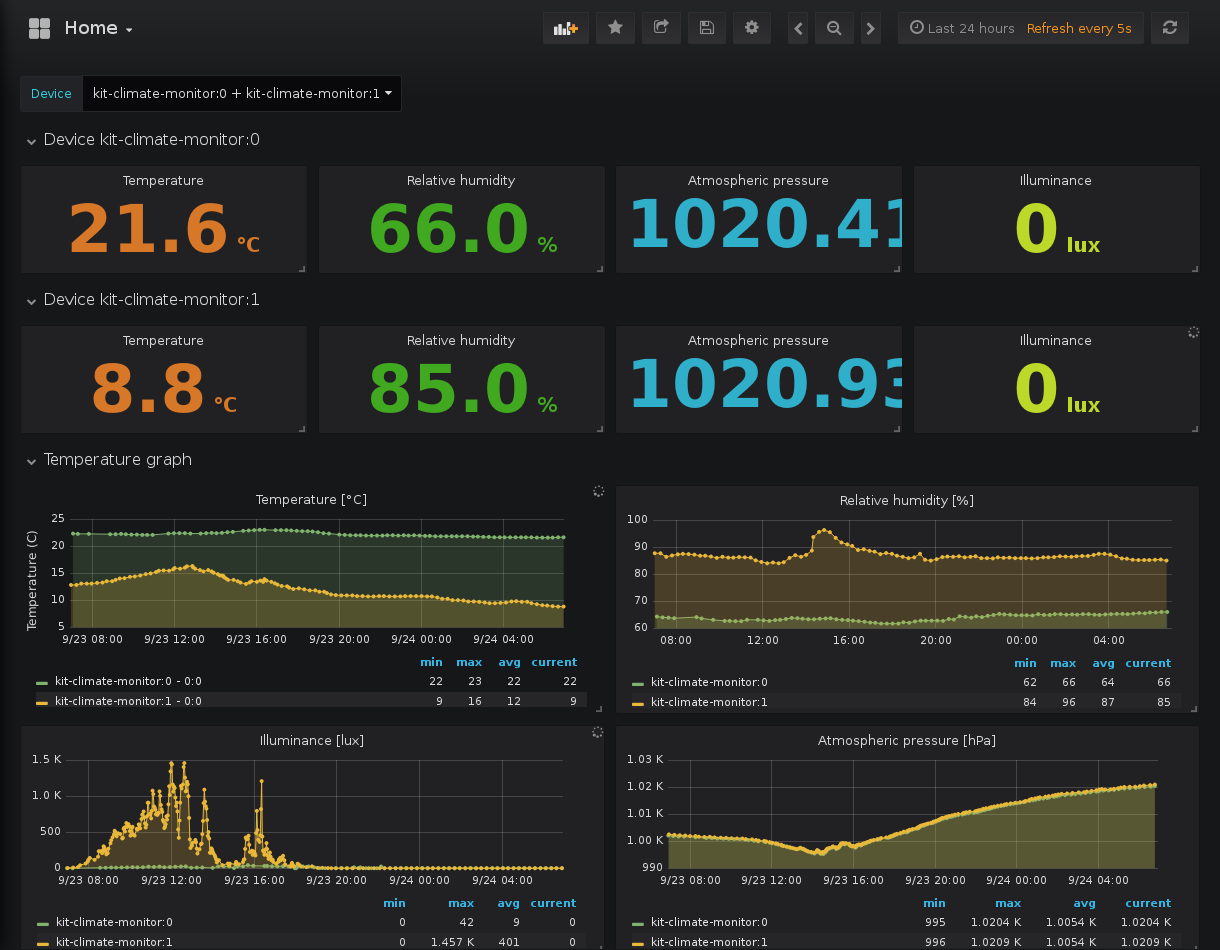 Home
Last 24 hours Refresh every 5s
Device kit-climate-monitor:0 + kit-climate-monitor:1
Device kit-climate-monitor:0
Temperature Relative humidity Atmospheric pressure Illuminance
21.6 °C 66.0 % 1020.41 0 lux
Device kit-climate-monitor:1
Temperature Relative humidity Atmospheric pressure Illuminance
8.8 °C 85.0 % 1020.93 0 lux
Temperature graph
Temperature [°C]
Temperature (C)
25
20
15
10
5
9/23 08:00 9/23 12:00 9/23 16:00 9/23 20:00 9/24 00:00 9/24 04:00
min max avg current
kit-climate-monitor:0 - 0:0 22 23 22 22
kit-climate-monitor:1 - 0:0 9 16 12 9
Relative humidity [%]
100
90
80
70
60
08:00 12:00 16:00 20:00 00:00 04:00
min max avg current
kit-climate-monitor:0 62 66 64 66
kit-climate-monitor:1 84 96 87 85
Illuminance [lux]
1.5 K
1.0 K
500
0
9/23 08:00 9/23 12:00 9/23 16:00 9/23 20:00 9/24 00:00 9/24 04:00
min max avg current
kit-climate-monitor:0 0 42 9 0
kit-climate-monitor:1 0 1.457 K 401 0
Atmospheric pressure [hPa]
1.03 K
1.02 K
1.01 K
1.00 K
990
9/23 08:00 9/23 12:00 9/23 16:00 9/23 20:00 9/24 00:00 9/24 04:00
min max avg current
kit-climate-monitor:0 995 1.0204 K 1.0054 K 1.0204 K
kit-climate-monitor:1 996 1.0209 K 1.0054 K 1.0209 K